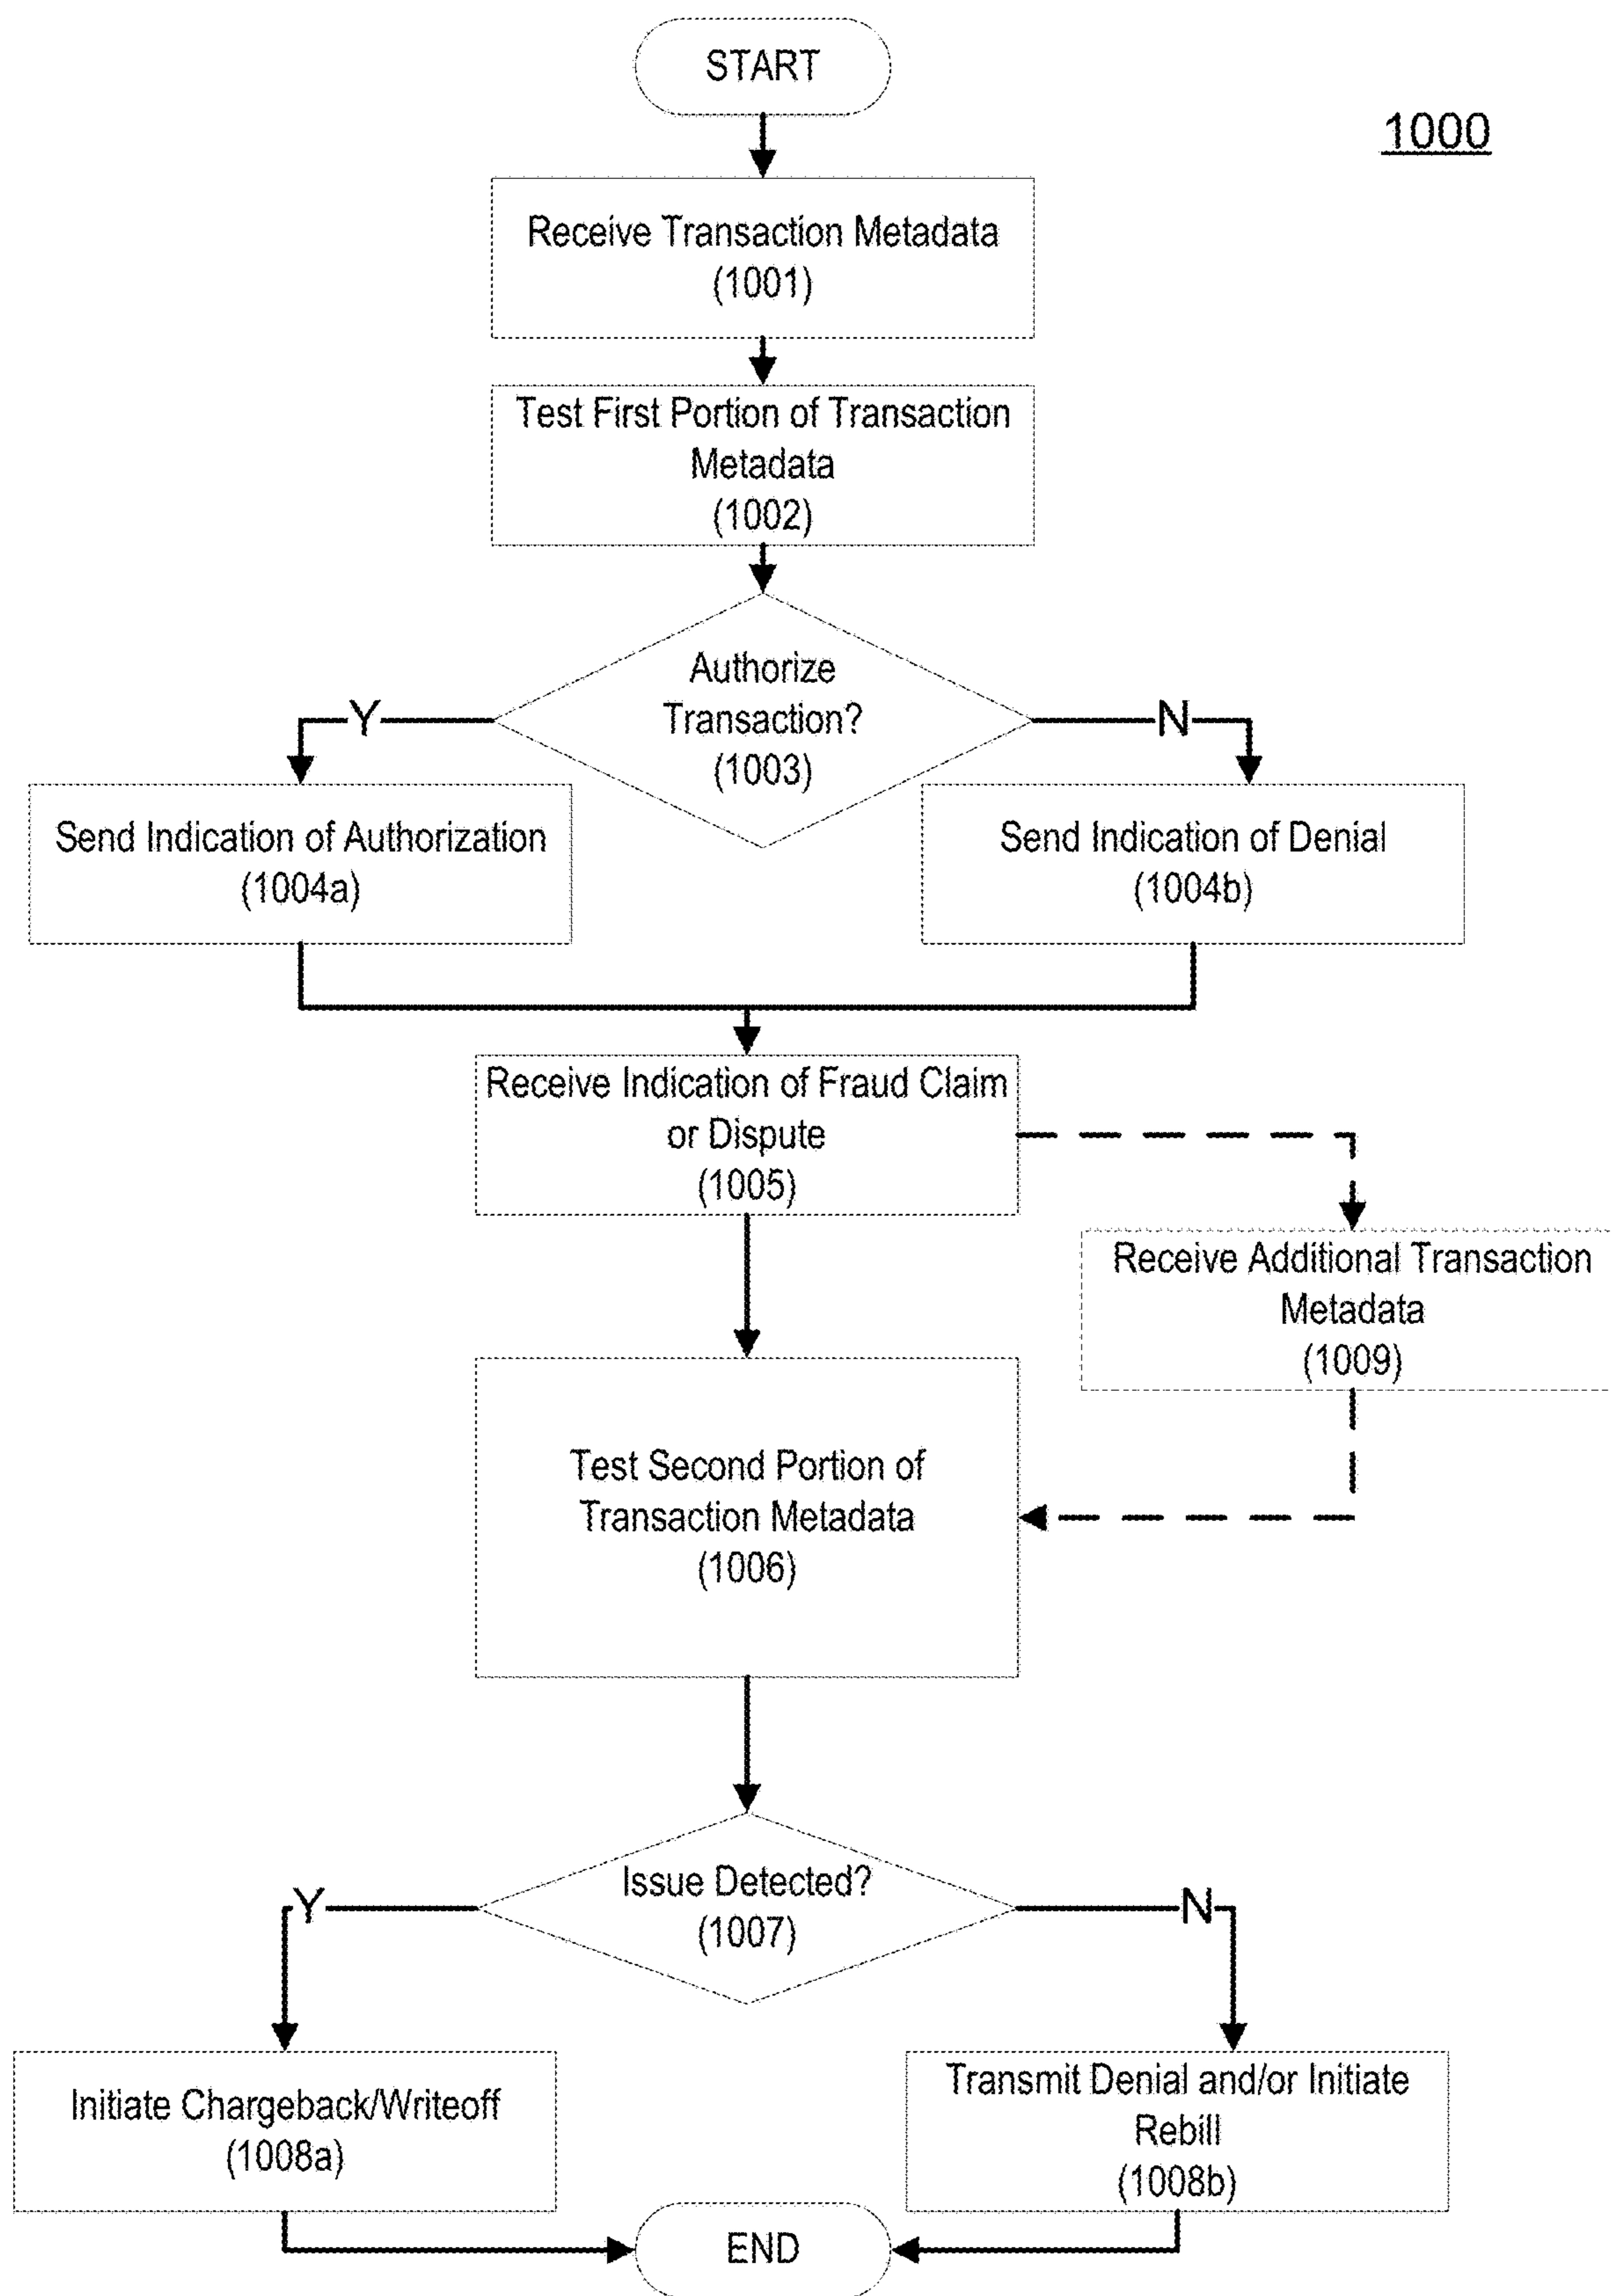 START
1000
Receive Transaction Metadata
(1001)
Test First Portion of Transaction
Metadata
(1002)
Authorize
Transaction?
(1003)
Y
N
Send Indication of Authorization
(1004a)
Send Indication of Denial
(1004b)
Receive Indication of Fraud Claim
or Dispute
(1005)
Receive Additional Transaction
Metadata
(1009)
Test Second Portion of
Transaction Metadata
(1006)
Issue Detected?
(1007)
Y
N
Initiate Chargeback/Writeoff
(1008a)
Transmit Denial and/or Initiate
Rebill
(1008b)
END